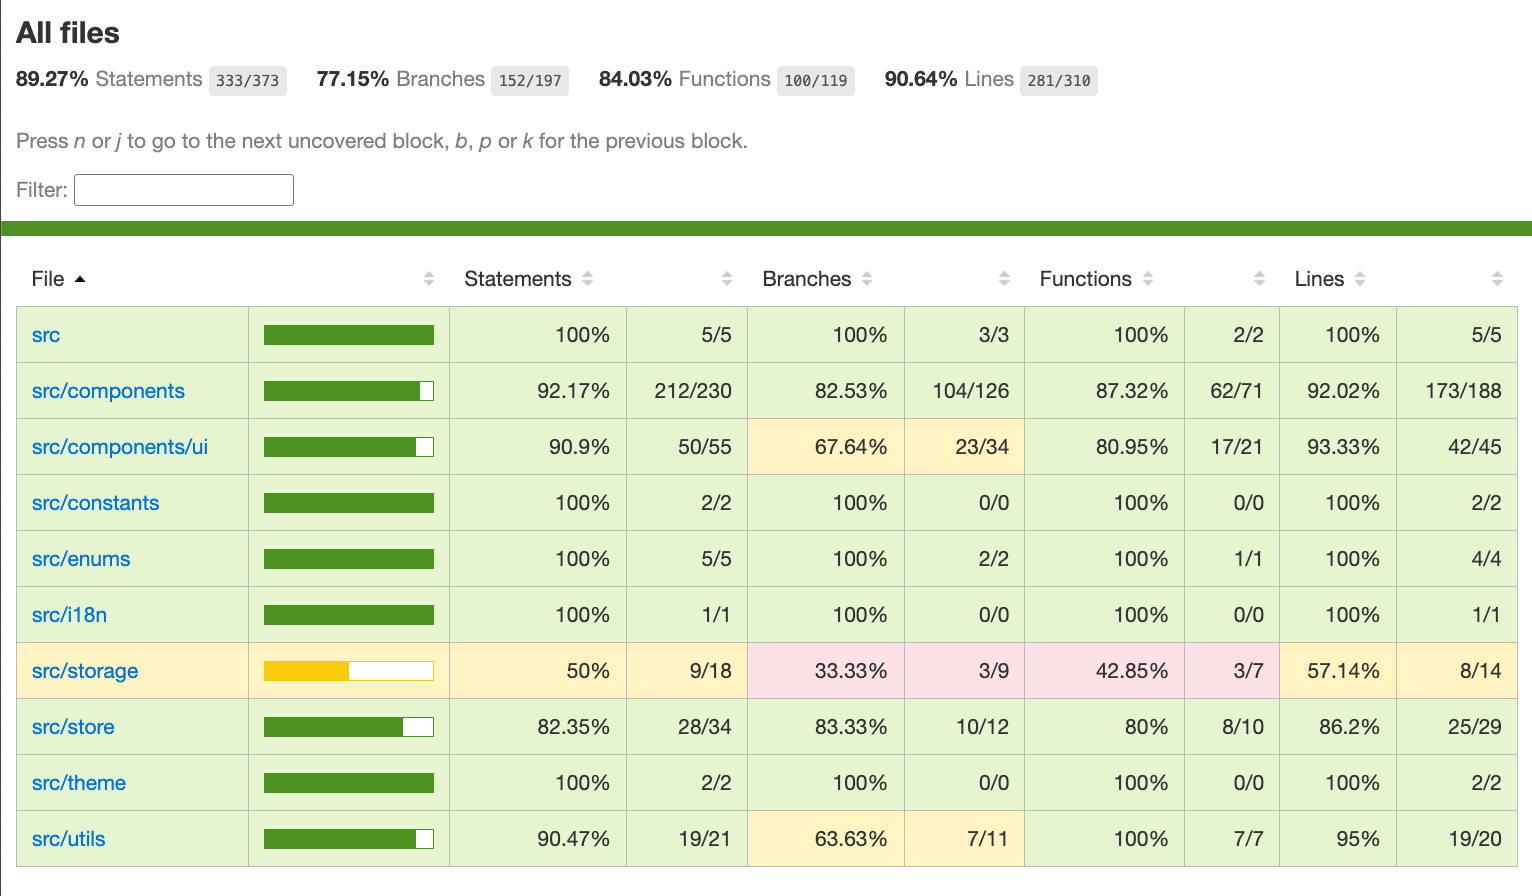 All files
89.27% Statements 333/373 77.15% Branches 152/197 84.03% Functions 100/119 90.64% Lines 281/310
Press n or j to go to the next uncovered block, b, p or k for the previous block.
Filter:
File Statements Branches Functions Lines
src 100% 5/5 100% 3/3 100% 2/2 100% 5/5
src/components 92.17% 212/230 82.53% 104/126 87.32% 62/71 92.02% 173/188
src/components/ui 90.9% 50/55 67.64% 23/34 80.95% 17/21 93.33% 42/45
src/constants 100% 2/2 100% 0/0 100% 0/0 100% 2/2
src/enums 100% 5/5 100% 2/2 100% 1/1 100% 4/4
src/i18n 100% 1/1 100% 0/0 100% 0/0 100% 1/1
src/storage 50% 9/18 33.33% 3/9 42.85% 3/7 57.14% 8/14
src/store 82.35% 28/34 83.33% 10/12 80% 8/10 86.2% 25/29
src/theme 100% 2/2 100% 0/0 100% 0/0 100% 2/2
src/utils 90.47% 19/21 63.63% 7/11 100% 7/7 95% 19/20